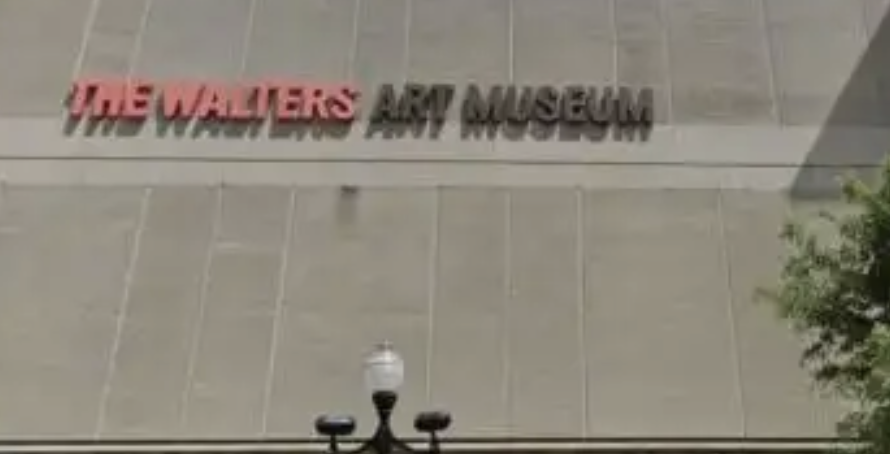 THE WALTERS ART MUSEUM